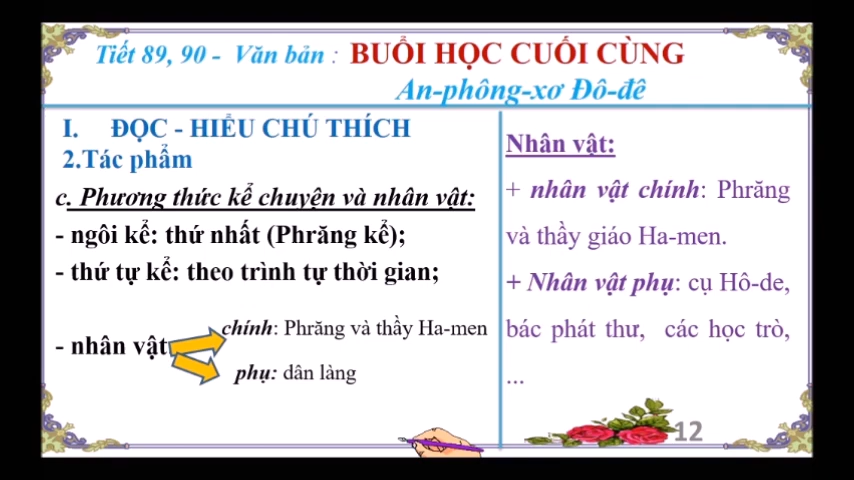 Tiết 89, 90 - Văn bản : BUỔI HỌC CUỐI CÙNG
An-phông-xơ Đô-đê
I. ĐỌC - HIỂU CHÚ THÍCH
2.Tác phẩm
c. Phương thức kể chuyện và nhân vật:
- ngôi kể: thứ nhất (Phrăng kể);
- thứ tự kể: theo trình tự thời gian;
- nhân vật
chính: Phrăng và thầy Ha-men
phụ: dân làng
Nhân vật:
+ nhân vật chính: Phrăng
và thầy giáo Ha-men.
+ Nhân vật phụ: cụ Hô-de,
bác phát thư, các học trò,
...
12